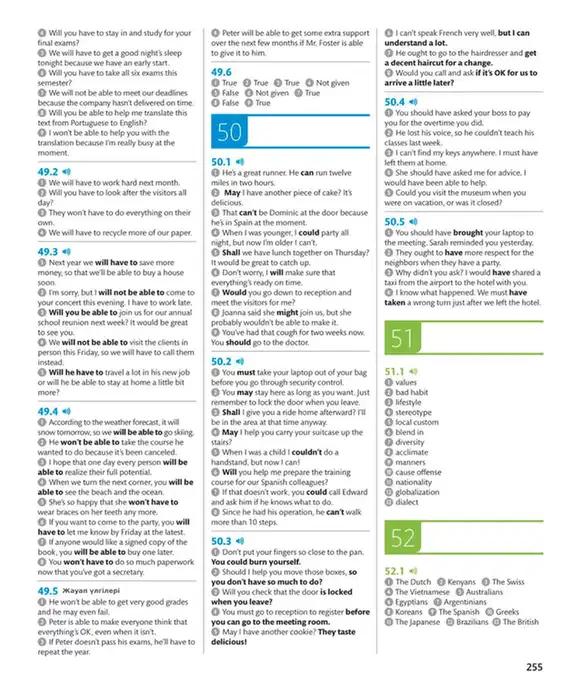 4 Will you have to stay in and study for your
final exams?
5 We will have to get a good night's sleep
tonight because we have an early start.
6 Will you have to take all six exams this
semester?
7 We will not be able to meet our deadlines
because the company hasn't delivered on time.
8 Will you be able to help me translate this
text from Portuguese to English?
9 I won't be able to help you with the
translation because I'm really busy at the
moment.
49.2
1 We will have to work hard next month.
2 Will you have to look after the visitors all
day?
3 They won't have to do everything on their
own.
4 We will have to recycle more of our paper.
49.3
1 Next year we will have to save more
money, so that we'll be able to buy a house
soon.
2 I'm sorry, but I will not be able to come to
your concert this evening. I have to work late.
3 Will you be able to join us for our annual
school reunion next week? It would be great
to see you.
4 We will not be able to visit the clients in
person this Friday, so we will have to call them
instead.
5 Will he have to travel a lot in his new job
or will he be able to stay at home a little bit
more?
49.4
1 According to the weather forecast, it will
snow tomorrow, so we will be able to go skiing.
2 He won't be able to take the course he
wanted to do because it's been canceled.
3 I hope that one day every person will be
able to realize their full potential.
4 When we turn the next corner, you will be
able to see the beach and the ocean.
5 She's so happy that she won't have to
wear braces on her teeth any more.
6 If you want to come to the party, you will
have to let me know by Friday at the latest.
7 If anyone would like a signed copy of the
book, you will be able to buy one later.
8 You won't have to do so much paperwork
now that you've got a secretary.
49.5 Жауап үлгілері
1 He won't be able to get very good grades
and he may even fail.
2 Peter is able to make everyone think that
everything's OK, even when it isn't.
3 If Peter doesn't pass his exams, he'll have to
repeat the year.
4 Peter will be able to get some extra support
over the next few months if Mr. Foster is able
to give it to him.
49.6
1 True 2 True 3 True 4 Not given
5 False 6 Not given 7 True
8 False 9 True
50
50.1
1 He's a great runner. He can run twelve
miles in two hours.
2 May I have another piece of cake? It's
delicious.
3 That can't be Dominic at the door because
he's in Spain at the moment.
4 When I was younger, I could party all
night, but now I'm older I can't.
5 Shall we have lunch together on Thursday?
It would be great to catch up.
6 Don't worry, I will make sure that
everything's ready on time.
7 Would you go down to reception and
meet the visitors for me?
8 Joanna said she might join us, but she
probably wouldn't be able to make it.
9 You've had that cough for two weeks now.
You should go to the doctor.
50.2
1 You must take your laptop out of your bag
before you go through security control.
2 You may stay here as long as you want. Just
remember to lock the door when you leave.
3 Shall I give you a ride home afterward? I'll
be in the area at that time anyway.
4 May I help you carry your suitcase up the
stairs?
5 When I was a child I couldn't do a
handstand, but now I can!
6 Will you help me prepare the training
course for our Spanish colleagues?
7 If that doesn't work, you could call Edward
and ask him if he knows what to do.
8 Since he had his operation, he can't walk
more than 10 steps.
50.3
1 Don't put your fingers so close to the pan.
You could burn yourself.
2 Should I help you move those boxes, so
you don't have so much to do?
3 Will you check that the door is locked
when you leave?
4 You must go to reception to register before
you can go to the meeting room.
5 May I have another cookie? They taste
delicious!
6 I can't speak French very well, but I can
understand a lot.
7 He ought to go to the hairdresser and get
a decent haircut for a change.
8 Would you call and ask if it's OK for us to
arrive a little later?
50.4
1 You should have asked your boss to pay
you for the overtime you did.
2 He lost his voice, so he couldn't teach his
classes last week.
3 I can't find my keys anywhere. I must have
left them at home.
4 She should have asked me for advice. I
would have been able to help.
5 Could you visit the museum when you
were on vacation, or was it closed?
50.5
1 You should have brought your laptop to
the meeting. Sarah reminded you yesterday.
2 They ought to have more respect for the
neighbors when they have a party.
3 Why didn't you ask? I would have shared a
taxi from the airport to the hotel with you.
4 I know what happened. We must have
taken a wrong turn just after we left the hotel.
51
51.1
1 values
2 bad habit
3 lifestyle
4 stereotype
5 local custom
6 blend in
7 diversity
8 acclimate
9 manners
10 cause offense
11 nationality
12 globalization
13 dialect
52
52.1
1 The Dutch 2 Kenyans 3 The Swiss
4 The Vietnamese 5 Australians
6 Egyptians 7 Argentinians
8 Koreans 9 The Spanish 10 Greeks
11 The Japanese 12 Brazilians 13 The British
255